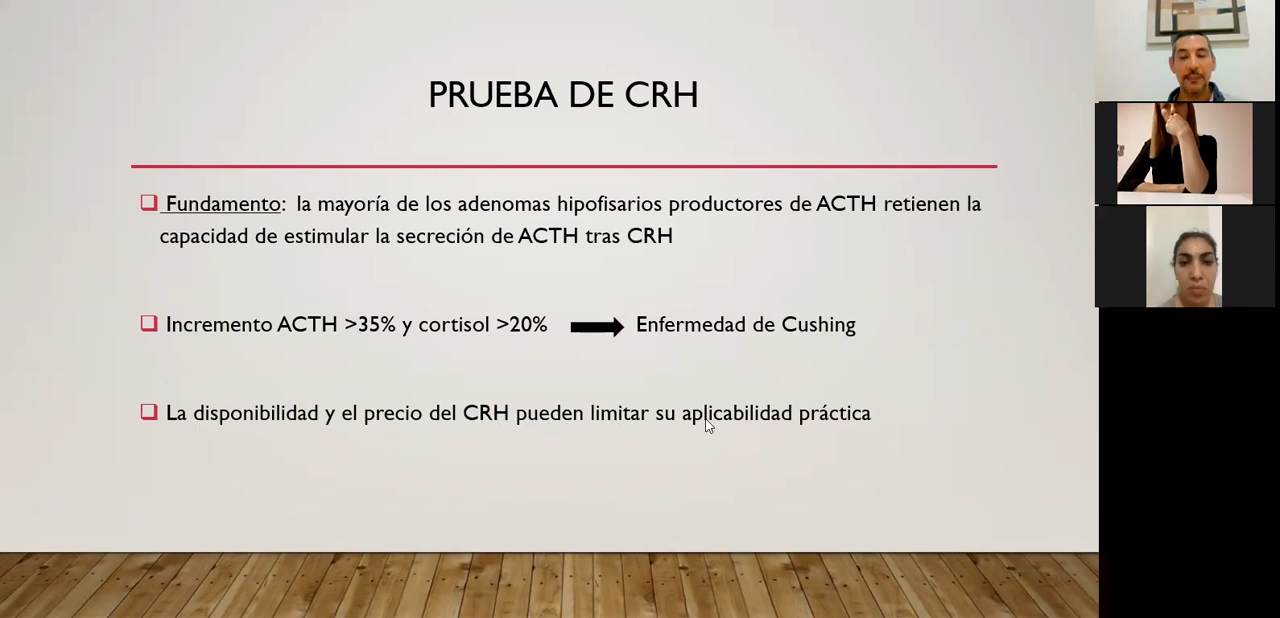 PRUEBA DE CRH
Fundamento: la mayoría de los adenomas hipofisarios productores de ACTH retienen la
capacidad de estimular la secreción de ACTH tras CRH
Incremento ACTH >35% y cortisol >20% Enfermedad de Cushing
La disponibilidad y el precio del CRH pueden limitar su aplicabilidad práctica